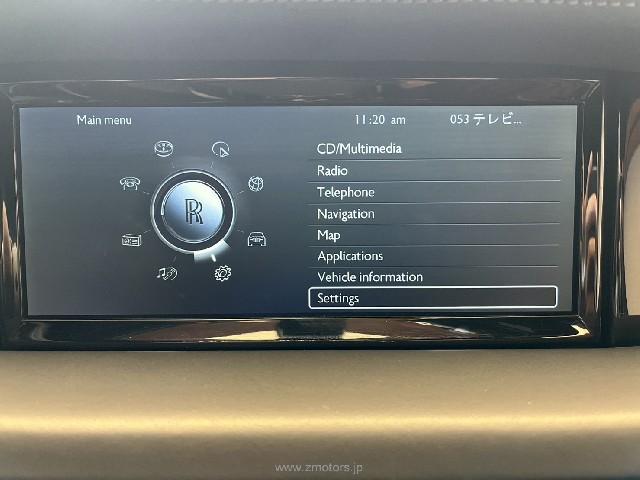 Main menu
11:20 am
053 テレビ...
CD/Multimedia
Radio
Telephone
Navigation
Map
Applications
Vehicle information
Settings
RR
www.zmotors.jp